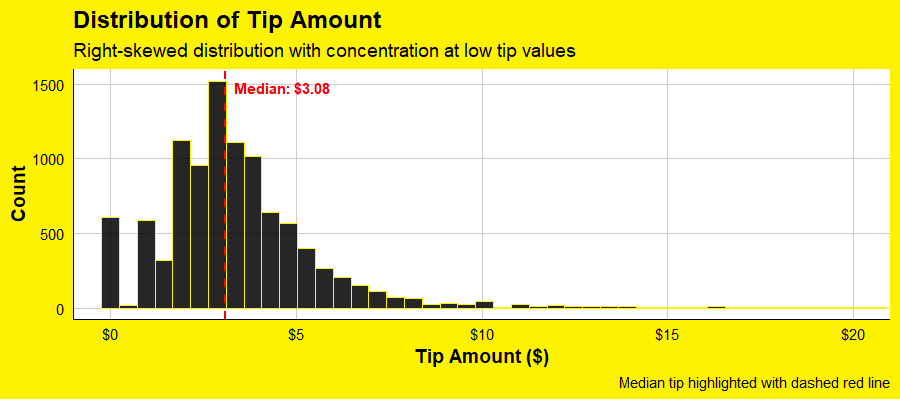 Distribution of Tip Amount
Right-skewed distribution with concentration at low tip values
Median: $3.08
1500
1000
500
0
Count
$0 $5 $10 $15 $20
Tip Amount ($)
Median tip highlighted with dashed red line